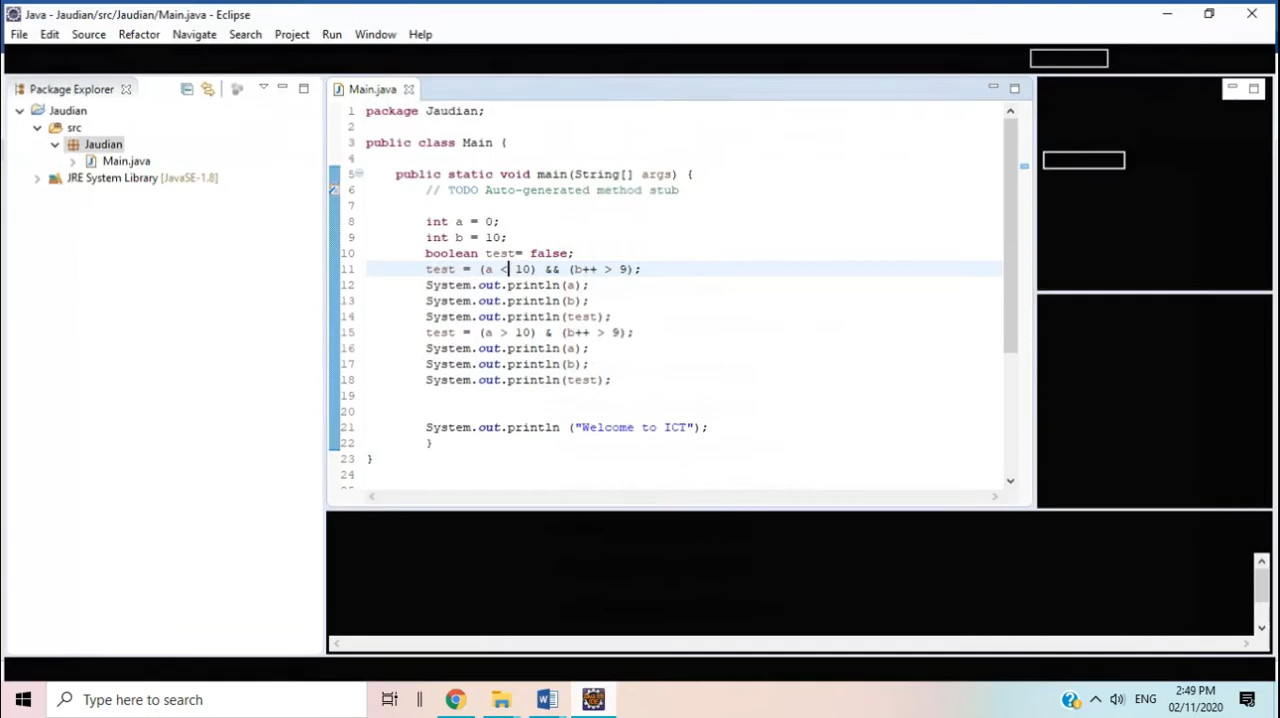 Java - Jaudian/src/Jaudian/Main.java - Eclipse
File Edit Source Refactor Navigate Search Project Run Window Help
Package Explorer
Jaudian
src
Jaudian
Main.java
JRE System Library [JavaSE-1.8]
Main.java
1 package Jaudian;
2
3 public class Main {
4
5 public static void main(String[] args) {
6 // TODO Auto-generated method stub
7
8 int a = 0;
9 int b = 10;
10 boolean test= false;
11 test = (a < 10) && (b++ > 9);
12 System.out.println(a);
13 System.out.println(b);
14 System.out.println(test);
15 test = (a > 10) & (b++ > 9);
16 System.out.println(a);
17 System.out.println(b);
18 System.out.println(test);
19
20
21 System.out.println ("Welcome to ICT");
22 }
23 }
24
Type here to search
ENG
2:49 PM
02/11/2020